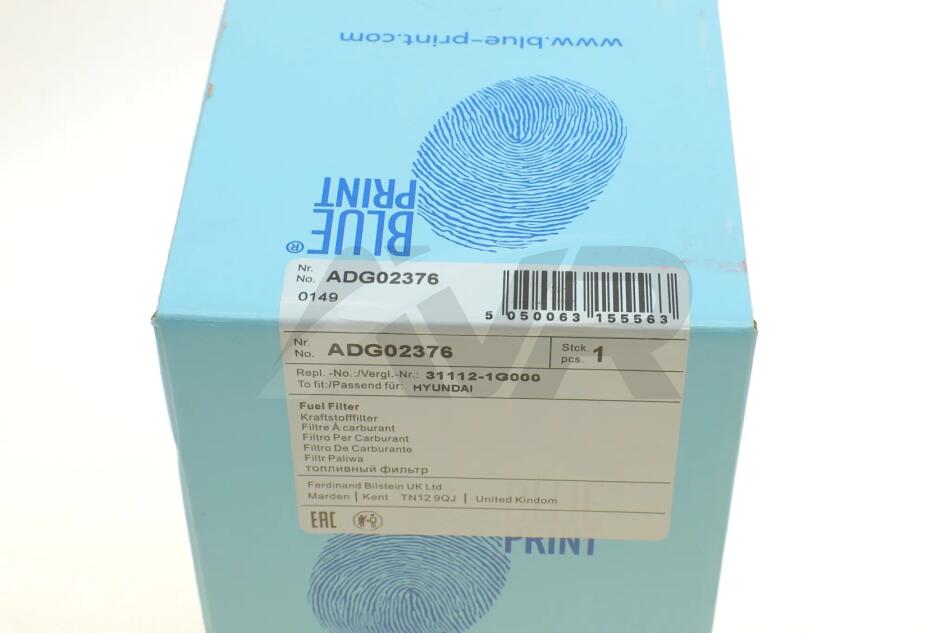 www.blue-print.com
BLUE
PRINT
®
Nr.
No. ADG02376
0149
5 050063 155563
Nr.
No. ADG02376
Stck.
pcs. 1
Repl. -No.:/Vergl.-Nr.: 31112-1G000
To fit:/Passend für: HYUNDAI
Fuel Filter
Kraftstofffilter
Filtre À carburant
Filtro Per Carburant
Filtro De Carburante
Filtr Paliwa
топливный фильтр
Ferdinand Bilstein UK Ltd
Marden | Kent TN12 9QJ | United Kindom
EAC
BLUE
PRINT
AVR